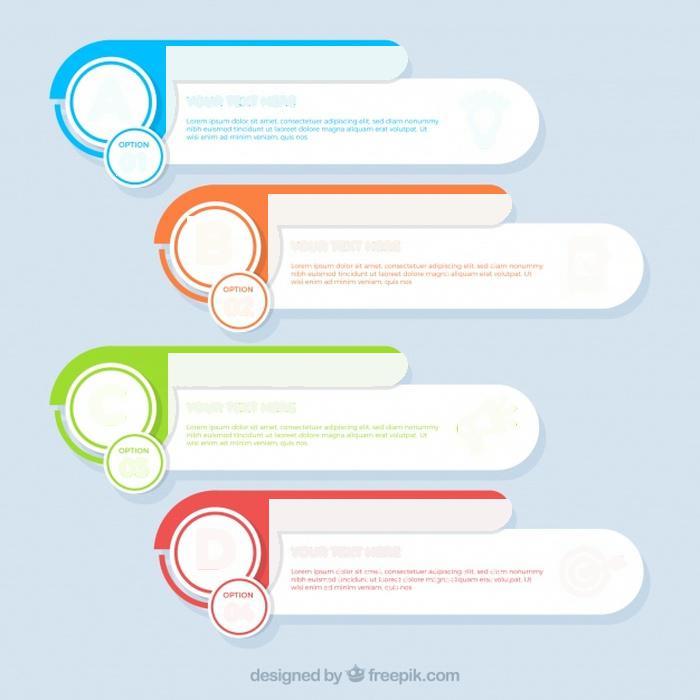 A
YOUR TEXT HERE
Lorem ipsum dolor sit amet, consectetuer adipiscing elit, sed diam nonummy
nibh euismod tincidunt ut laoreet dolore magna aliquam erat volutpat. Ut
wisi enim ad minim veniam, quis nos
OPTION
01
B
YOUR TEXT HERE
Lorem ipsum dolor sit amet, consectetuer adipiscing elit, sed diam nonummy
nibh euismod tincidunt ut laoreet dolore magna aliquam erat volutpat. Ut
wisi enim ad minim veniam, quis nos
OPTION
02
C
YOUR TEXT HERE
Lorem ipsum dolor sit amet, consectetuer adipiscing elit, sed diam nonummy
nibh euismod tincidunt ut laoreet dolore magna aliquam erat volutpat. Ut
wisi enim ad minim veniam, quis nos
OPTION
03
D
YOUR TEXT HERE
Lorem ipsum dolor sit amet, consectetuer adipiscing elit, sed diam nonummy
nibh euismod tincidunt ut laoreet dolore magna aliquam erat volutpat. Ut
wisi enim ad minim veniam, quis nos
OPTION
04
designed by freepik.com